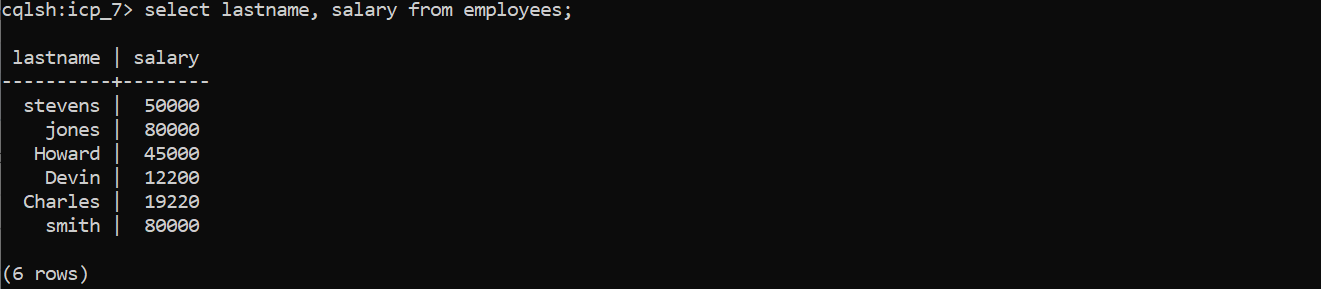 cqlsh:icp_7> select lastname, salary from employees;
lastname | salary
----------+--------
stevens | 50000
jones | 80000
Howard | 45000
Devin | 12200
Charles | 19220
smith | 80000
(6 rows)